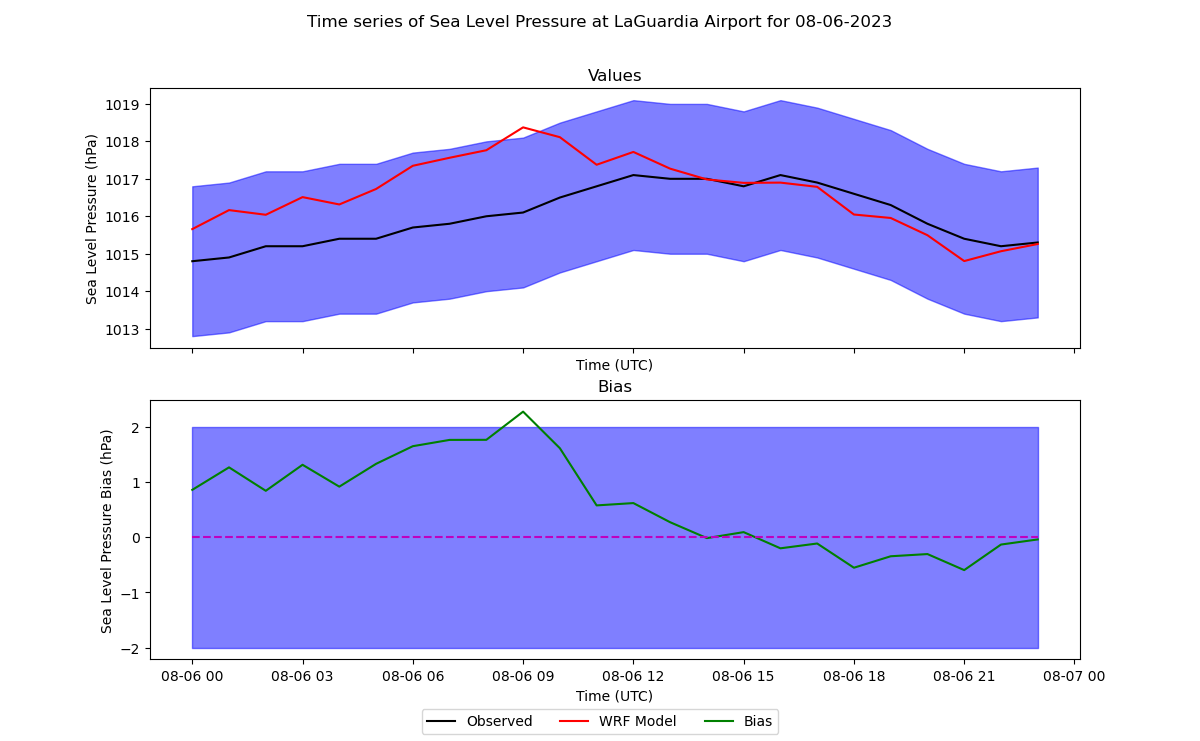 Time series of Sea Level Pressure at LaGuardia Airport for 08-06-2023
Values
Sea Level Pressure (hPa)
1019
1018
1017
1016
1015
1014
1013
Time (UTC)
Bias
Sea Level Pressure Bias (hPa)
2
1
0
−1
−2
08-06 00 08-06 03 08-06 06 08-06 09 08-06 12 08-06 15 08-06 18 08-06 21 08-07 00
Time (UTC)
Observed WRF Model Bias